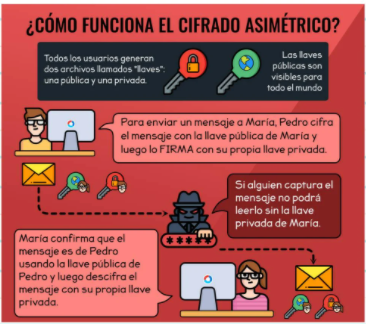 ¿CÓMO FUNCIONA EL CIFRADO ASIMÉTRICO?
Todos los usuarios generan
dos archivos llamados "llaves":
una pública y una privada.
Las llaves
públicas son
visibles para
todo el mundo
Para enviar un mensaje a María, Pedro cifra
el mensaje con la llave pública de María y
luego lo FIRMA con su propia llave privada.
Si alguien captura el
mensaje no podrá
leerlo sin la llave
privada de María.
María confirma que el
mensaje es de Pedro
usando la llave pública de
Pedro y luego descifra el
mensaje con su propia llave
privada.